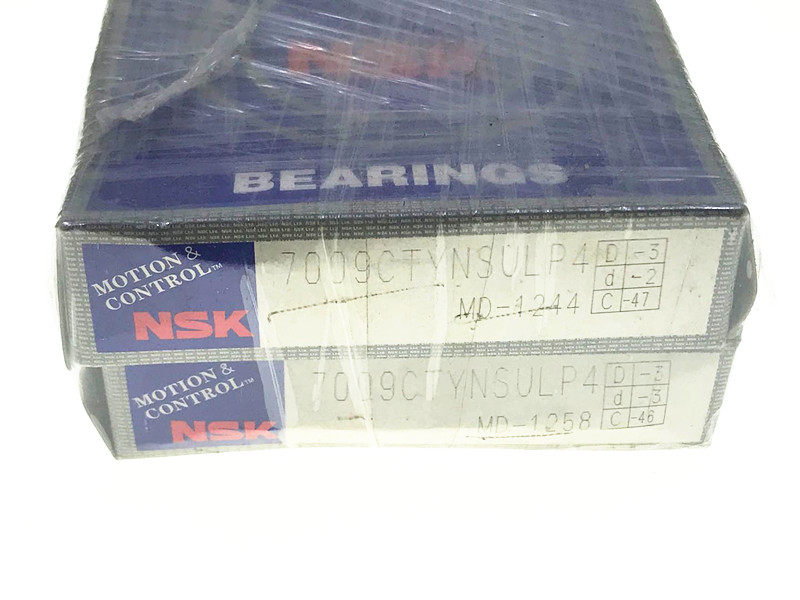 NSK
BEARINGS
MOTION &
CONTROL™
NSK
7009CTYNSULP4
MD-1244
D -3
d -2
C -47
MOTION &
CONTROL™
NSK
7009CTYNSULP4
MD-1258
D -3
d -3
C -46